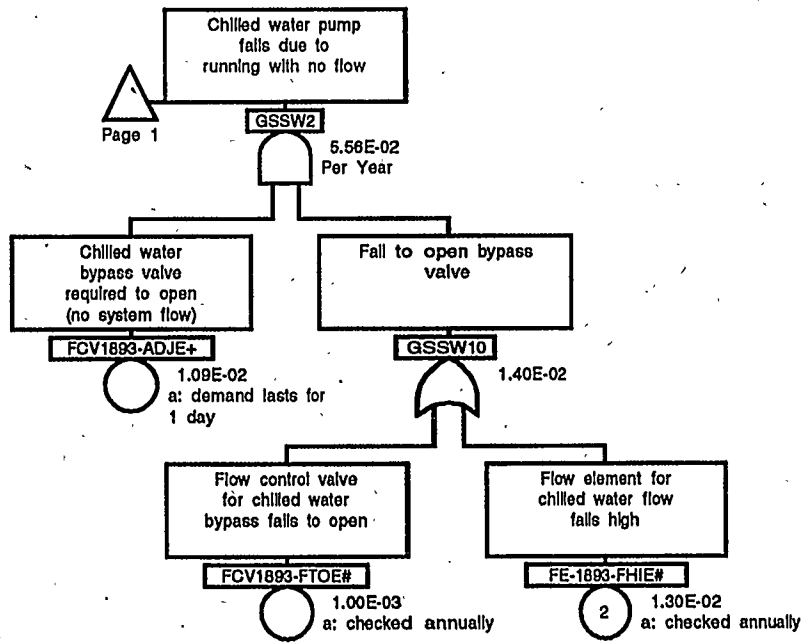 Chilled water pump
fails due to
running with no flow
Page 1
GSSW2
5.56E-02
Per Year
Chilled water
bypass valve
required to open
(no system flow)
FCV1893-ADJE+
1.09E-02
a: demand lasts for
1 day
Fail to open bypass
valve
GSSW10
1.40E-02
Flow control valve
for chilled water
bypass fails to open
FCV1893-FTOE#
1.00E-03
a: checked annually
Flow element for
chilled water flow
fails high
FE-1893-FHIE#
2
1.30E-02
a: checked annually